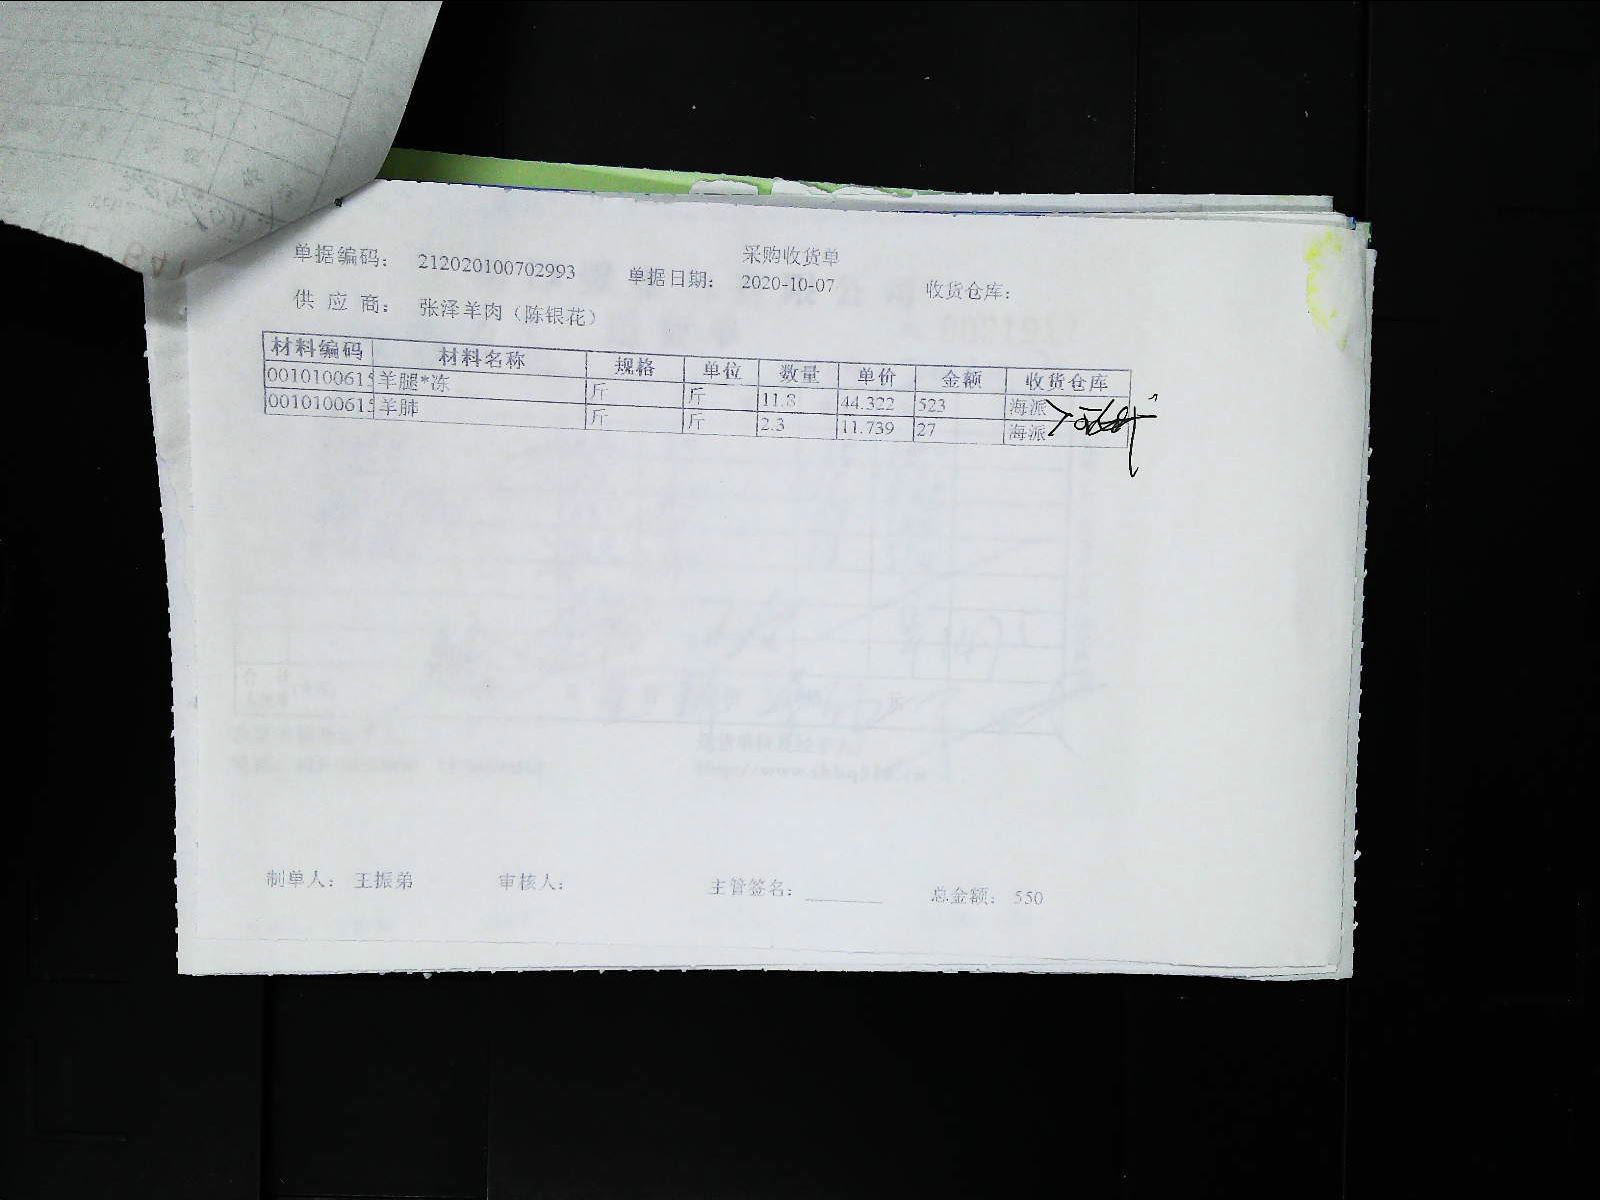 采购收货单
单据编码： 212020100702993 单据日期： 2020-10-07 收货仓库：
供 应 商： 张泽羊肉（陈银花）
材料编码 材料名称 规格 单位 数量 单价 金额 收货仓库
0010100615 羊腿*冻 斤 斤 11.8 44.322 523 海派
0010100615 羊肺 斤 斤 2.3 11.739 27 海派
制单人： 王振弟 审核人： 主管签名： 总金额： 550